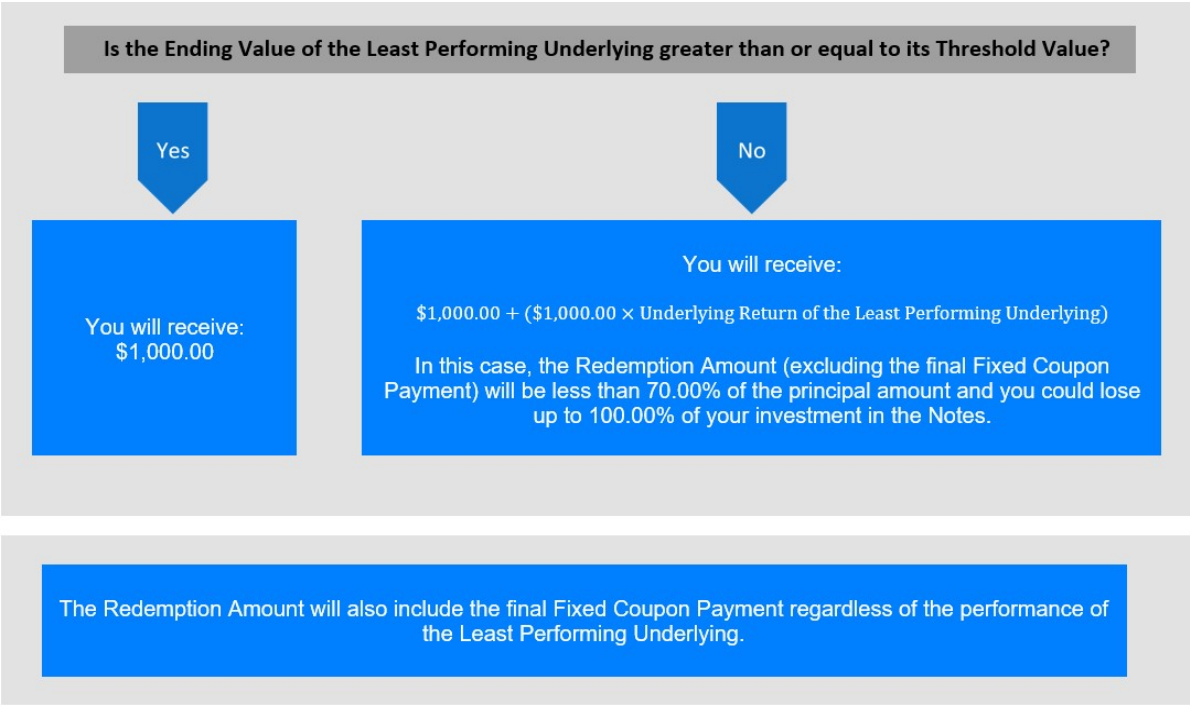 Is the Ending Value of the Least Performing Underlying greater than or equal to its Threshold Value?
Yes
No
You will receive:
$1,000.00
You will receive:
$1,000.00 + ($1,000.00 × Underlying Return of the Least Performing Underlying)
In this case, the Redemption Amount (excluding the final Fixed Coupon
Payment) will be less than 70.00% of the principal amount and you could lose
up to 100.00% of your investment in the Notes.
The Redemption Amount will also include the final Fixed Coupon Payment regardless of the performance of
the Least Performing Underlying.